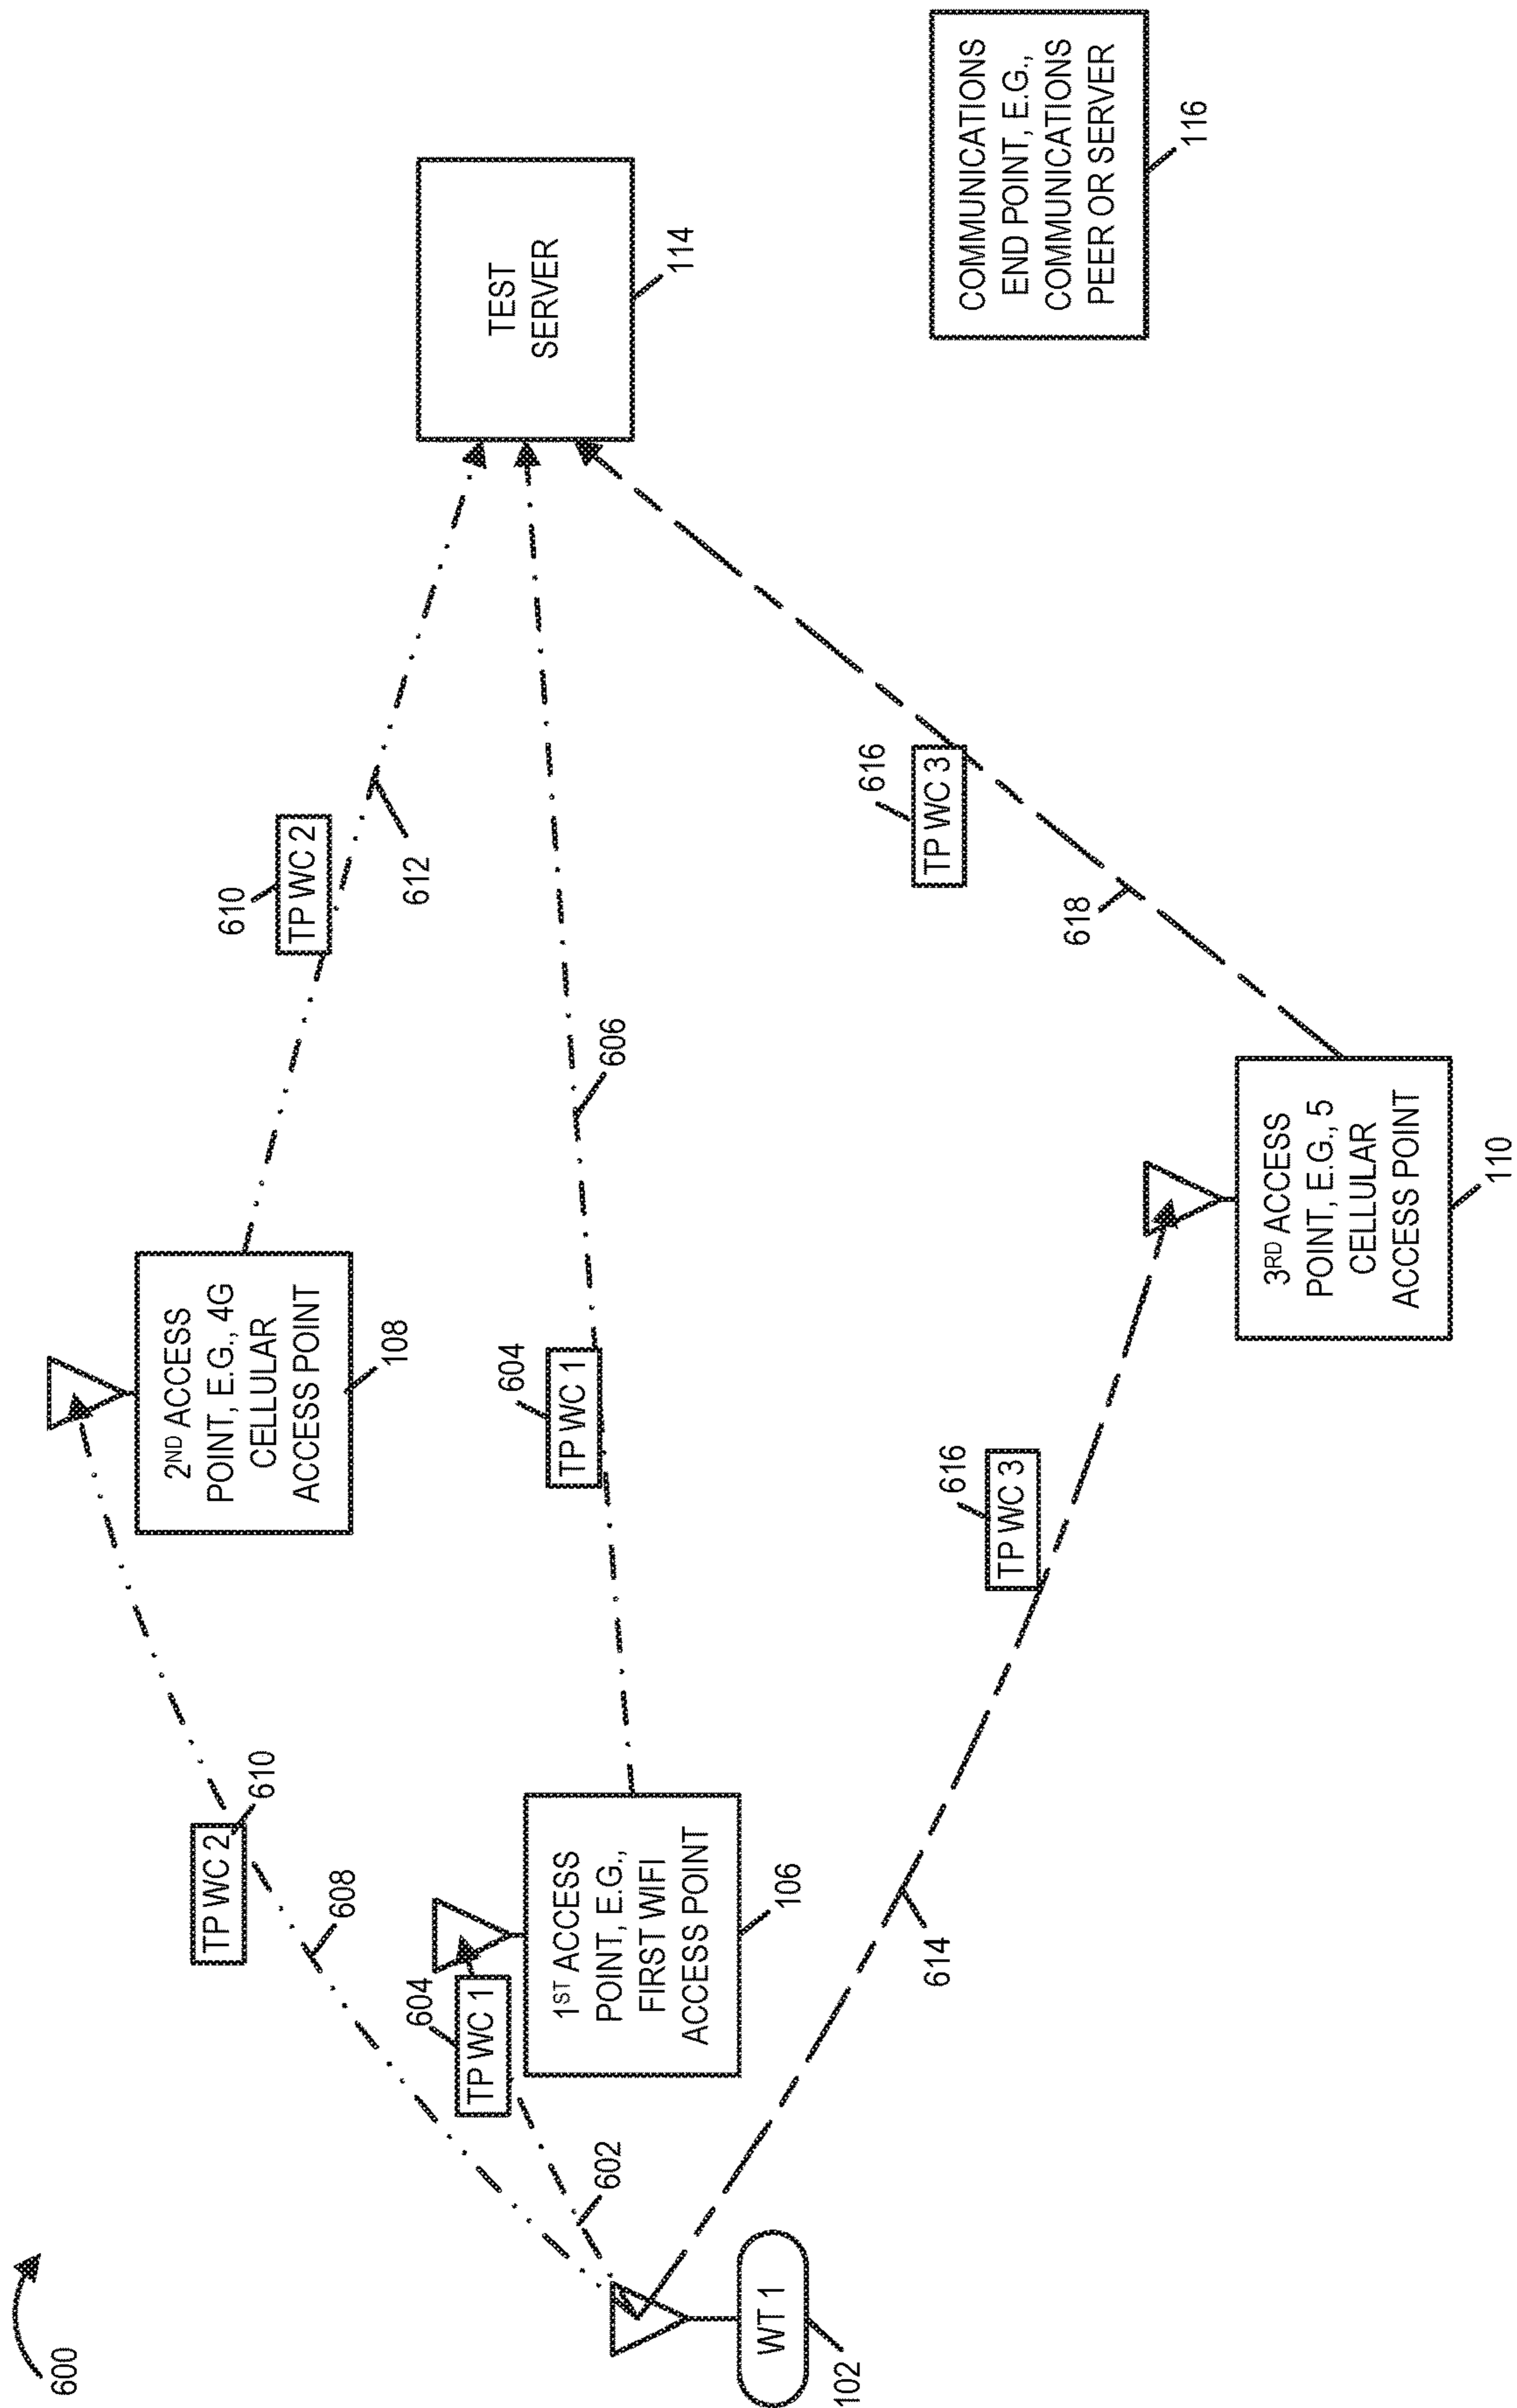 600
TP WC 2
610
608
2ND ACCESS
POINT, E.G., 4G
CELLULAR
ACCESS POINT
108
610
TP WC 2
612
TEST
SERVER
114
604
TP WC 1
602
1ST ACCESS
POINT, E.G.,
FIRST WIFI
ACCESS POINT
106
604
TP WC 1
606
WT 1
102
614
616
TP WC 3
3RD ACCESS
POINT, E.G., 5
CELLULAR
ACCESS POINT
110
616
TP WC 3
618
COMMUNICATIONS
END POINT, E.G.,
COMMUNICATIONS
PEER OR SERVER
116